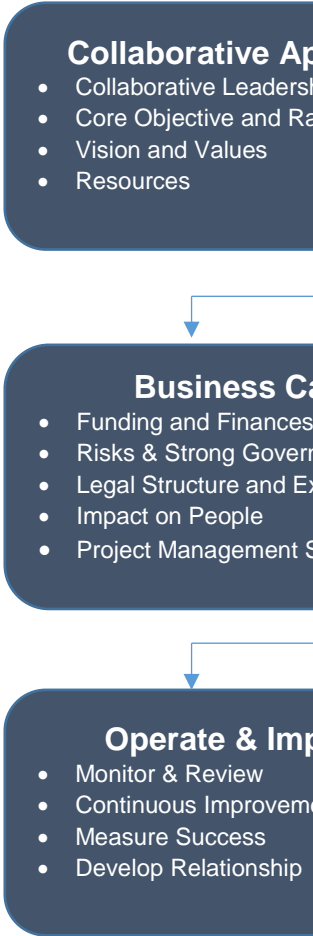 Collaborative Ap
• Collaborative Leadersh
• Core Objective and Ra
• Vision and Values
• Resources
Business Ca
• Funding and Finances
• Risks & Strong Govern
• Legal Structure and Ex
• Impact on People
• Project Management S
Operate & Imp
• Monitor & Review
• Continuous Improveme
• Measure Success
• Develop Relationship